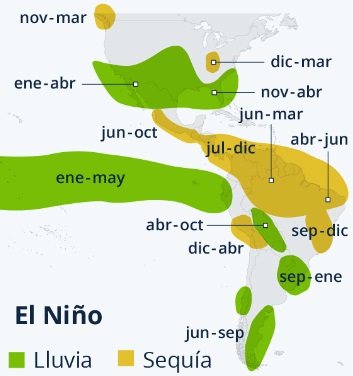 nov-mar
dic-mar
ene-abr
nov-abr
jun-mar
jun-oct
abr-jun
jul-dic
ene-may
abr-oct
sep-dic
dic-abr
sep-ene
El Niño
jun-sep
Lluvia
Sequía